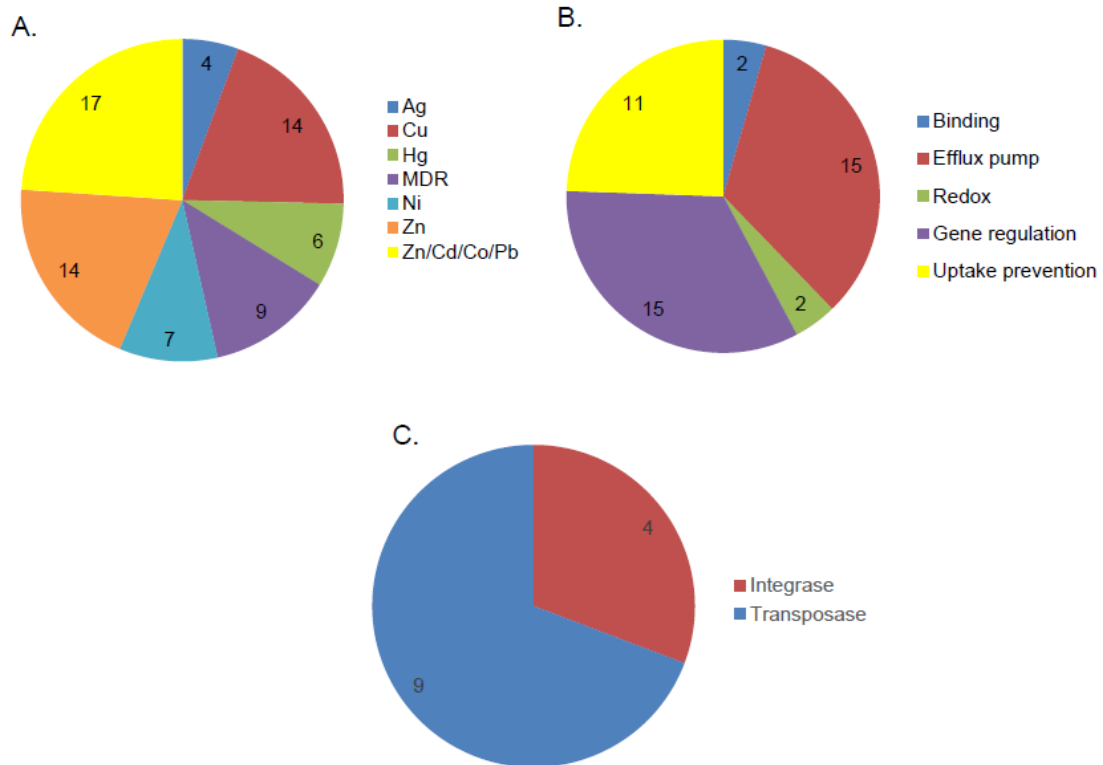 A.
4
14
6
9
7
14
17
Ag
Cu
Hg
MDR
Ni
Zn
Zn/Cd/Co/Pb
B.
2
15
2
15
11
Binding
Efflux pump
Redox
Gene regulation
Uptake prevention
C.
4
9
Integrase
Transposase